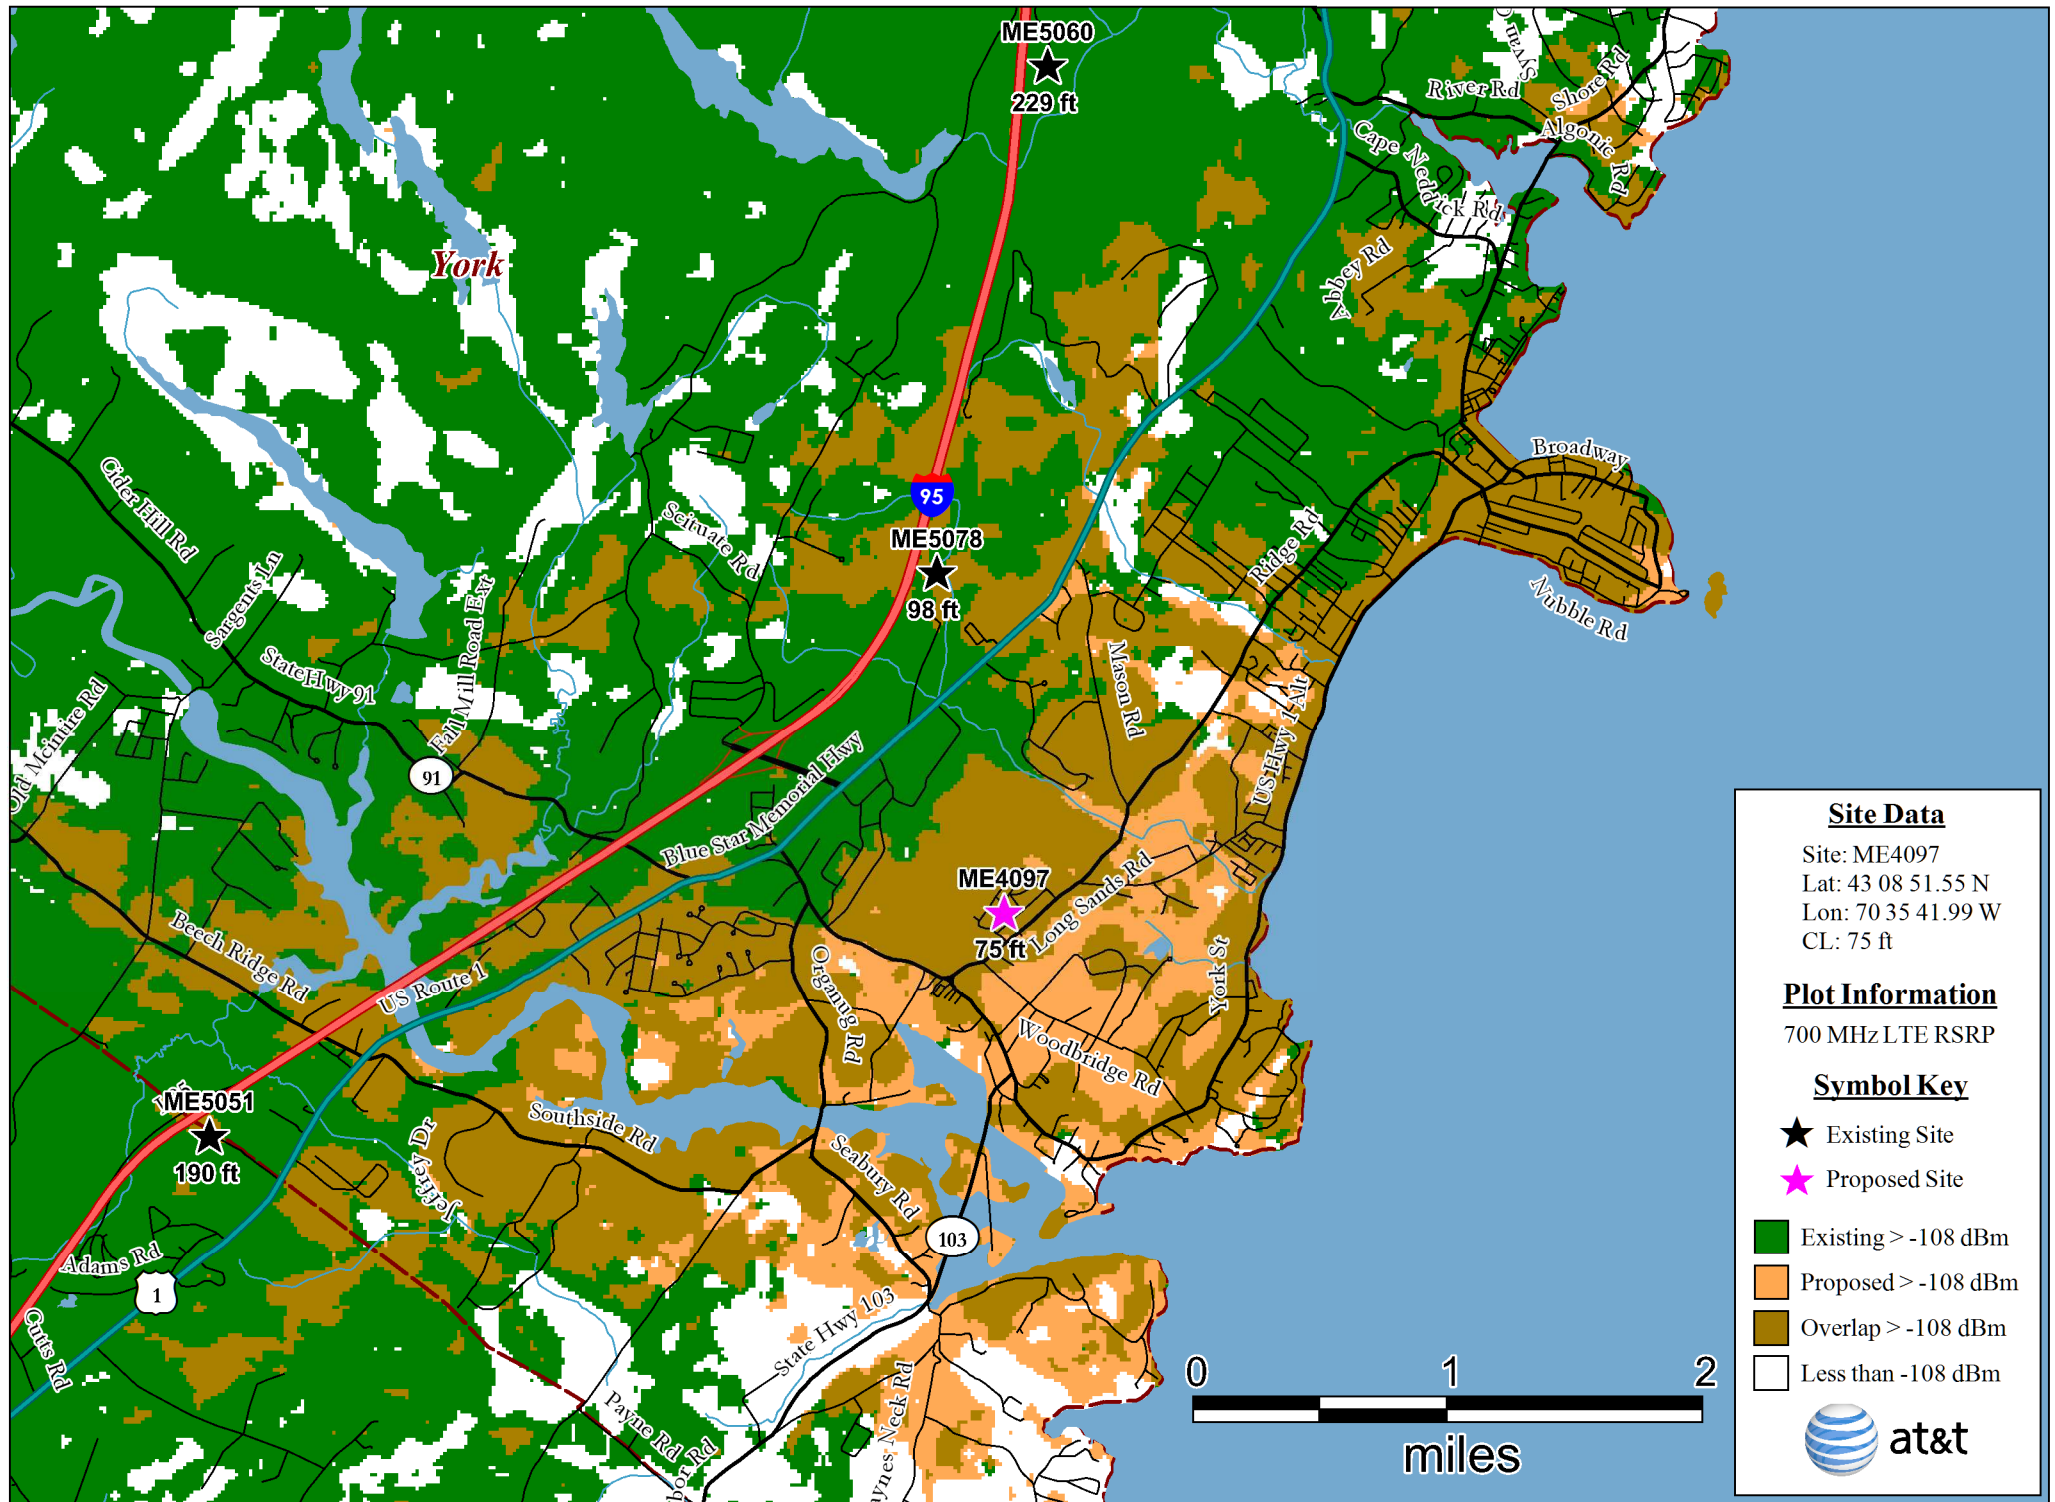 ME5060
229 ft
Sylvan
River Rd
Shore Rd
Algonic Rd
Cape Neddrick Rd
Abbey Rd
York
Broadway
95
ME5078
98 ft
Scituate Rd
Ridge Rd
Nubble Rd
Cider Hill Rd
Sargents Ln
State Hwy 91
Fall Mill Road Ext
Old Mcintire Rd
91
Mason Rd
US Hwy 1 Alt
Blue Star Memorial Hwy
ME4097
75 ft
Long Sands Rd
Beech Ridge Rd
US Route 1
Organug Rd
York St
Woodbridge Rd
ME5051
190 ft
Southside Rd
Jeffrey Dr
Seabury Rd
103
Adams Rd
1
Cutts Rd
State Hwy 103
Payne Rd
bor Rd
aynes Neck Rd
0 1 2
miles
Site Data
Site: ME4097
Lat: 43 08 51.55 N
Lon: 70 35 41.99 W
CL: 75 ft
Plot Information
700 MHz LTE RSRP
Symbol Key
Existing Site
Proposed Site
Existing > -108 dBm
Proposed > -108 dBm
Overlap > -108 dBm
Less than -108 dBm
at&t